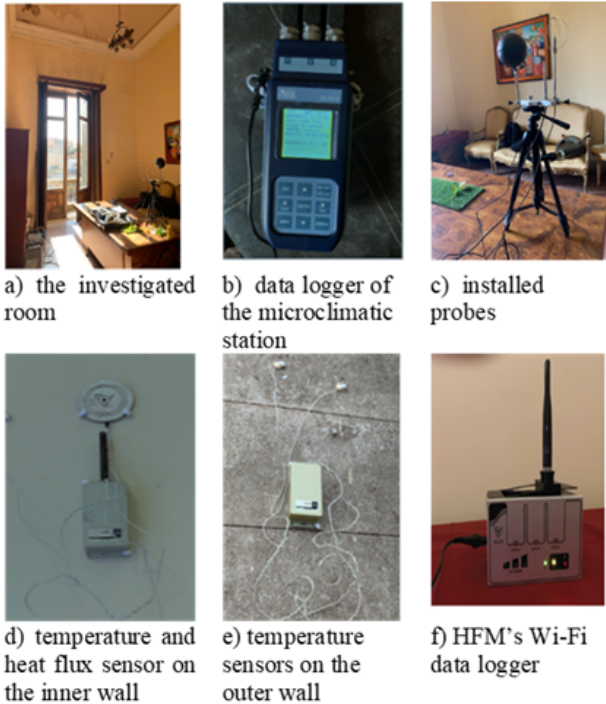 a) the investigated
room
b) data logger of
the microclimatic
station
c) installed
probes
d) temperature and
heat flux sensor on
the inner wall
e) temperature
sensors on the
outer wall
f) HFM's Wi-Fi
data logger